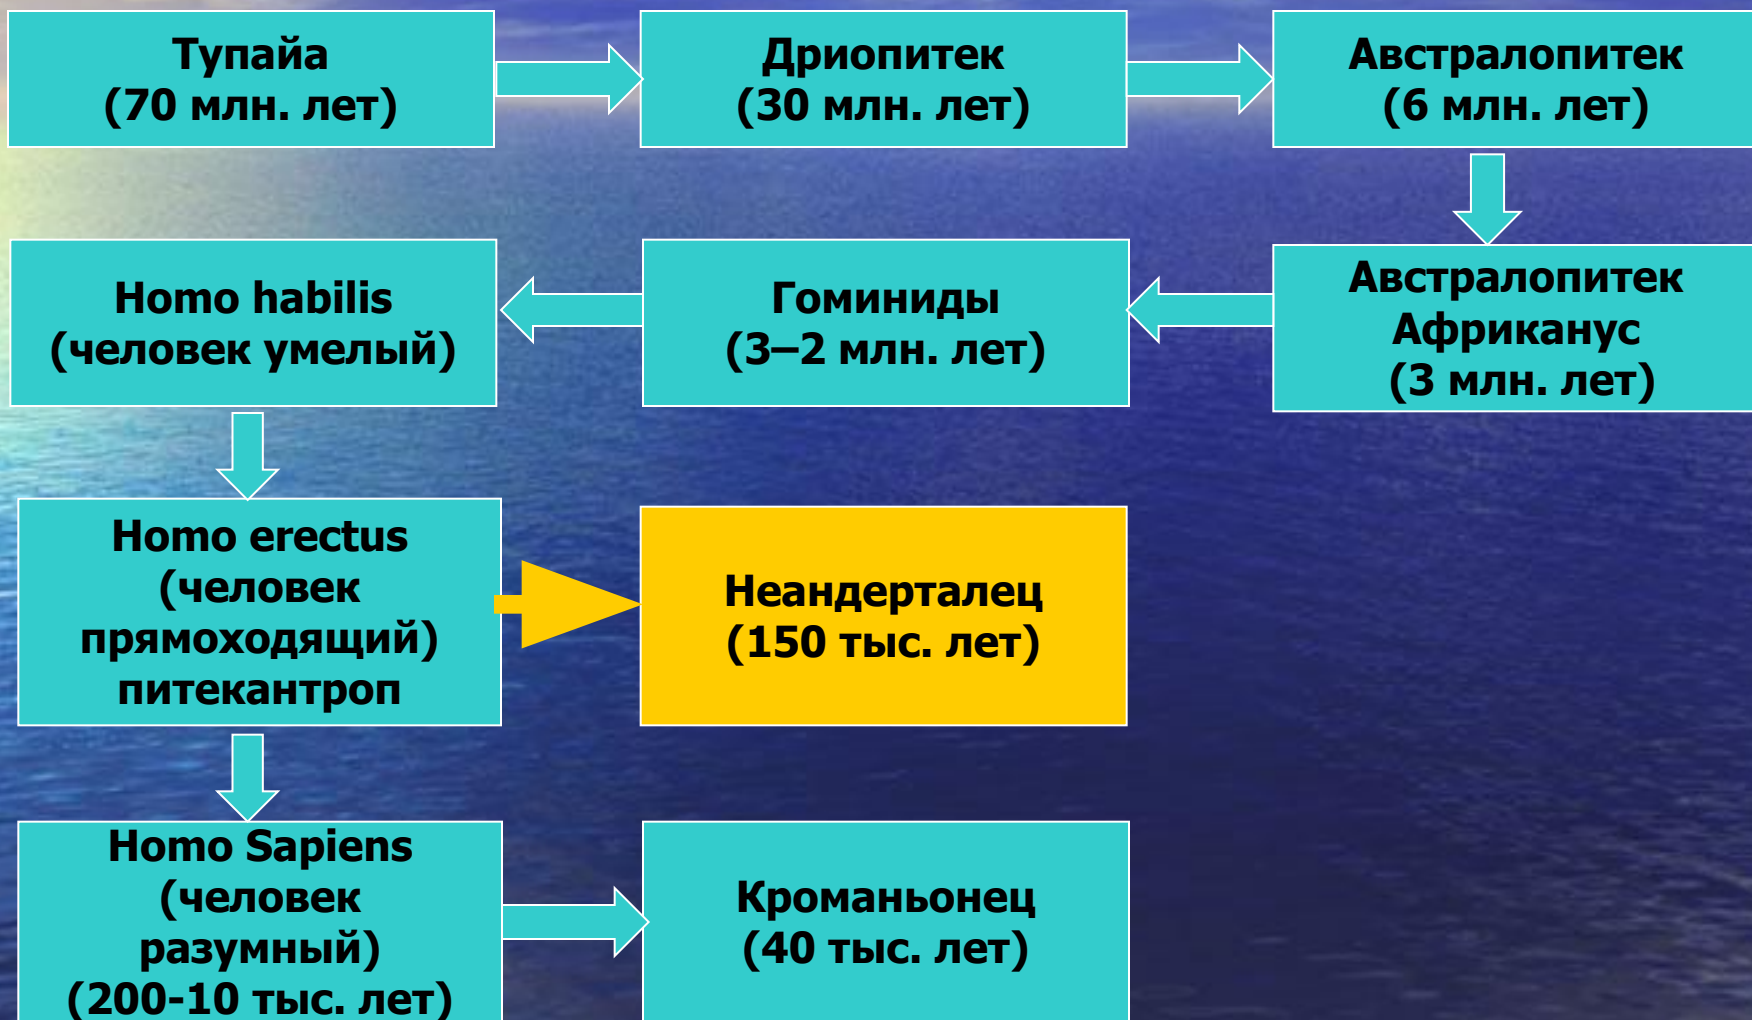 Тупайа
(70 млн. лет)
Дриопитек
(30 млн. лет)
Австралопитек
(6 млн. лет)
Homo habilis
(человек умелый)
Гоминиды
(3–2 млн. лет)
Австралопитек
Африканус
(3 млн. лет)
Homo erectus
(человек
прямоходящий)
питекантроп
Неандерталец
(150 тыс. лет)
Homo Sapiens
(человек
разумный)
(200-10 тыс. лет)
Кроманьонец
(40 тыс. лет)